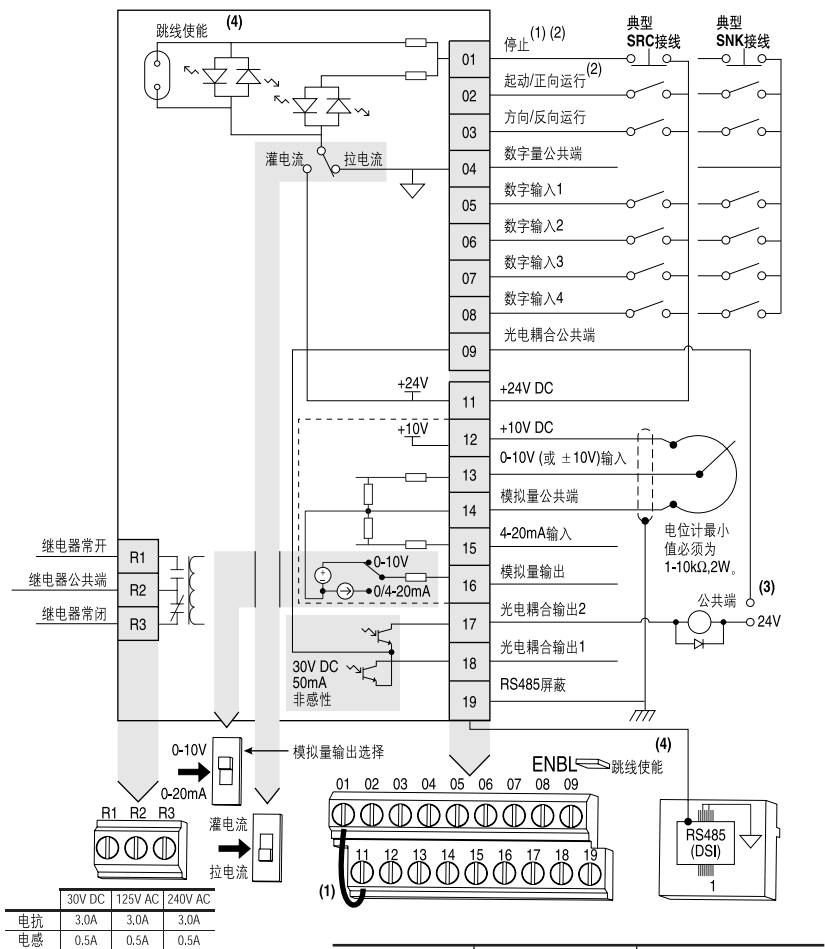 跳线使能 (4)
典型
SRC接线
典型
SNK接线
01 停止 (1) (2)
02 起动/正向运行 (2)
03 方向/反向运行
灌电流 拉电流
04 数字量公共端
05 数字输入1
06 数字输入2
07 数字输入3
08 数字输入4
09 光电耦合公共端
+24V 11 +24V DC
+10V 12 +10V DC
13 0-10V (或 ±10V)输入
14 模拟量公共端
15 4-20mA输入
电位计最小
值必须为
1-10kΩ,2W。
继电器常开 R1
继电器公共端 R2
继电器常闭 R3
0-10V
0/4-20mA
16 模拟量输出
17 光电耦合输出2
公共端 (3)
24V
18 光电耦合输出1
30V DC
50mA
非感性
19 RS485屏蔽
0-10V
0-20mA
模拟量输出选择
灌电流
拉电流
R1 R2 R3
ENBL 跳线使能
(4)
01 02 03 04 05 06 07 08 09
11 12 13 14 15 16 17 18 19
(1)
RS485
(DSI)
1
30V DC 125V AC 240V AC
电抗 3.0A 3.0A 3.0A
电感 0.5A 0.5A 0.5A